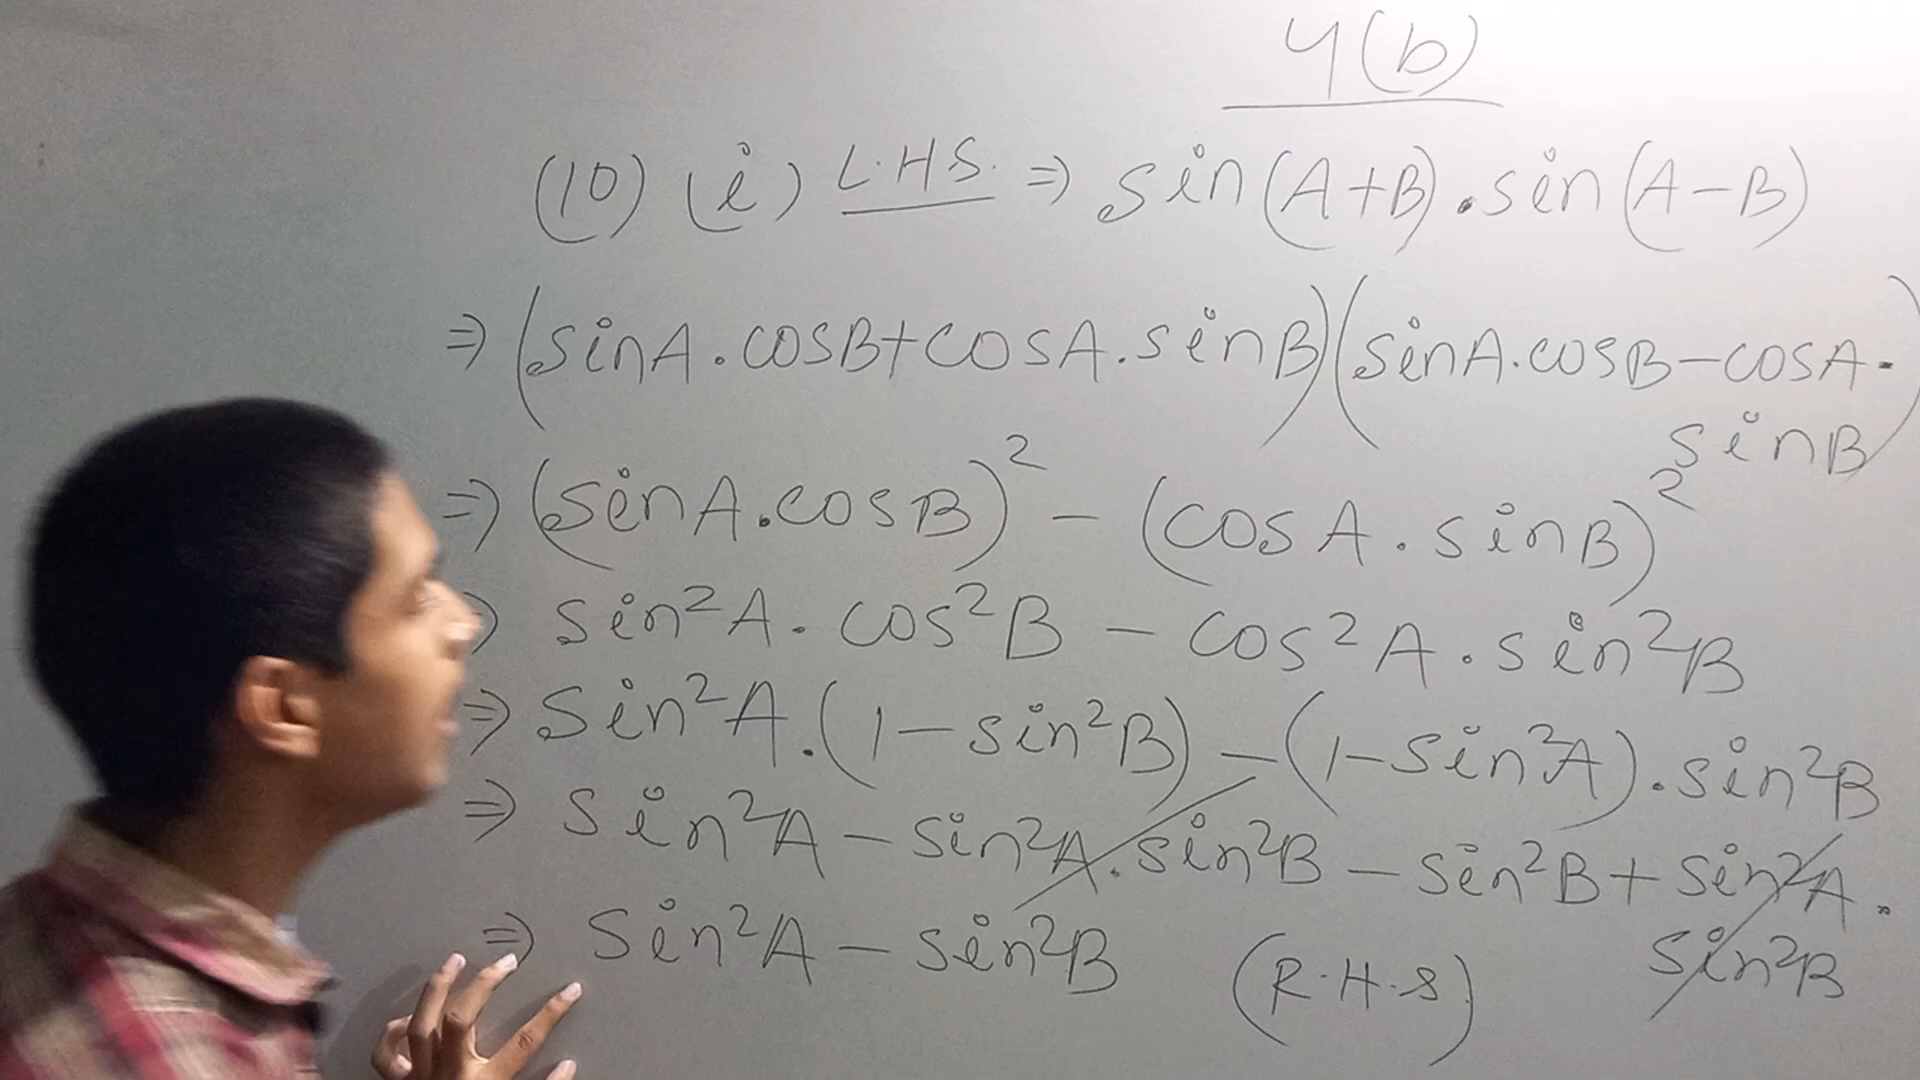 4(b)
(10) (i) L.H.S. ⇒ sin(A+B).sin(A-B)
⇒ (sinA.cosB+cosA.sinB)(sinA.cosB-cosA.
sinB)
⇒ (sinA.cosB)² - (cosA.sinB)²
⇒ sin²A.cos²B - cos²A.sin²B
⇒ sin²A.(1-sin²B)-(1-sin²A).sin²B
⇒ sin²A-sin²A.sin²B-sin²B+sin²A.
sin²B
⇒ sin²A-sin²B (R.H.S)